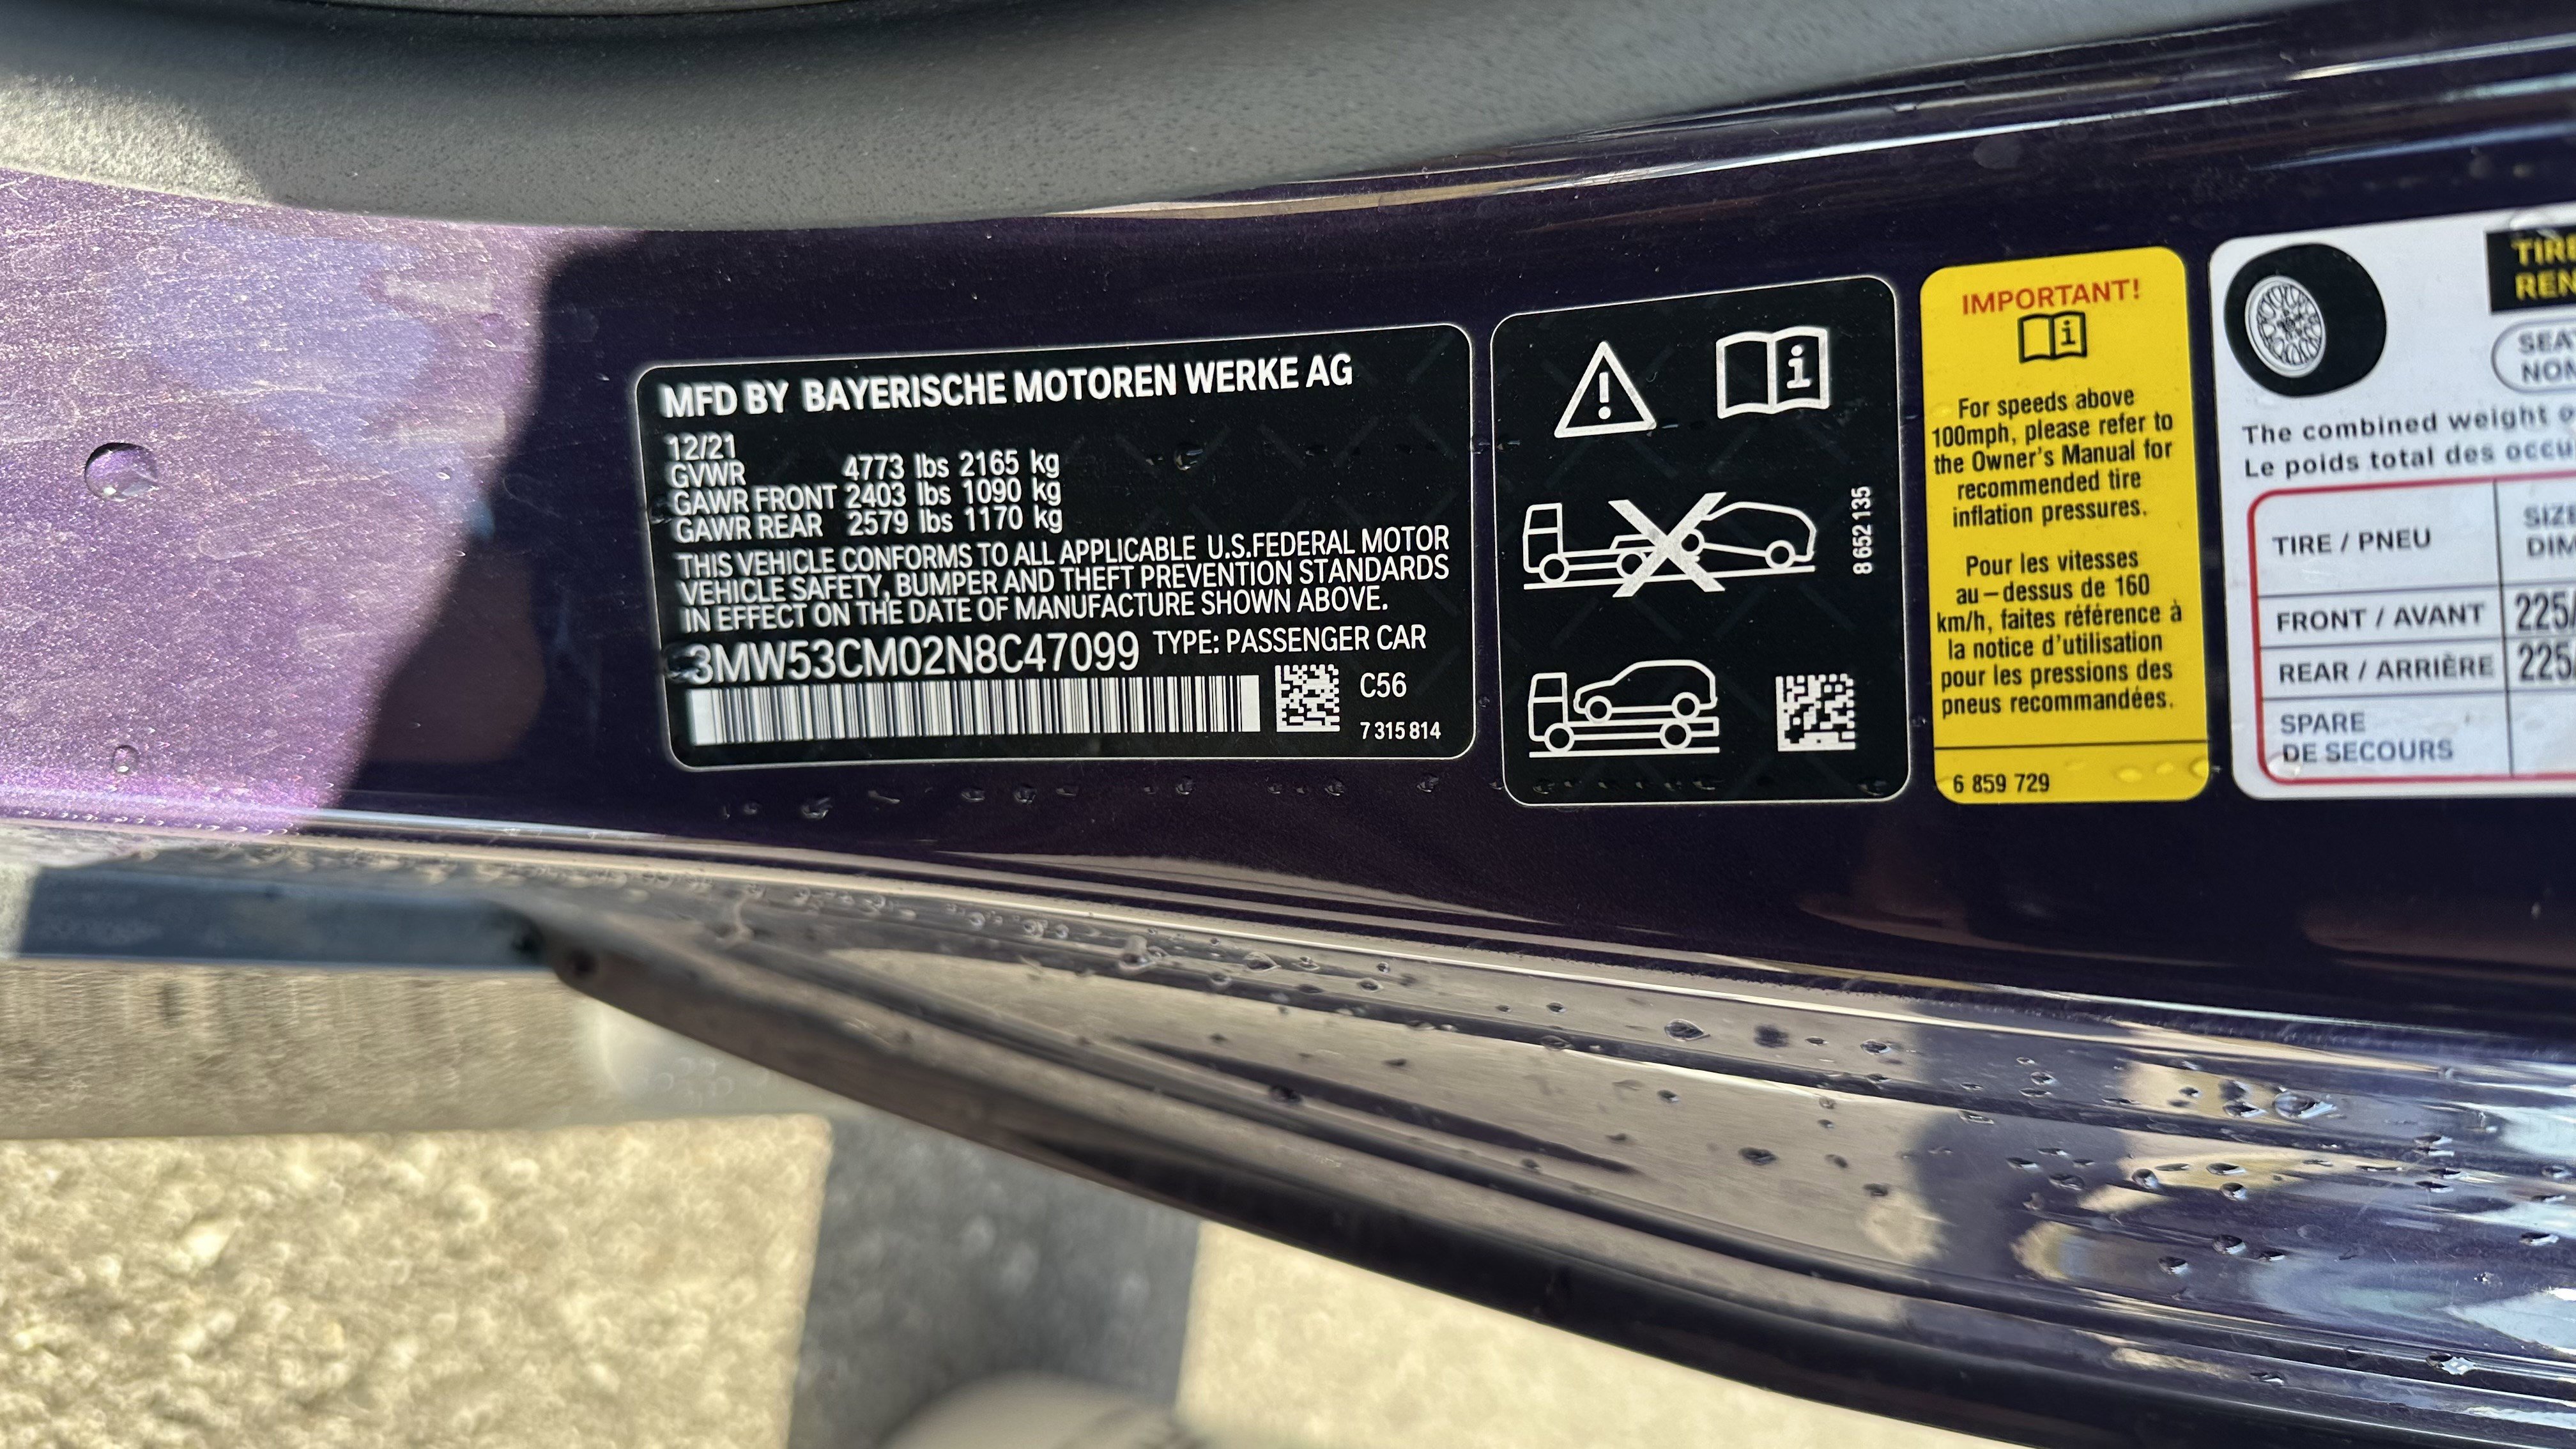 MFD BY BAYERISCHE MOTOREN WERKE AG
12/21
GVWR 4773 lbs 2165 kg
GAWR FRONT 2403 lbs 1090 kg
GAWR REAR 2579 lbs 1170 kg
THIS VEHICLE CONFORMS TO ALL APPLICABLE U.S.FEDERAL MOTOR
VEHICLE SAFETY, BUMPER AND THEFT PREVENTION STANDARDS
IN EFFECT ON THE DATE OF MANUFACTURE SHOWN ABOVE.
3MW53CM02N8C47099 TYPE: PASSENGER CAR
C56
7 315 814
8 652 135
IMPORTANT!
For speeds above
100mph, please refer to
the Owner's Manual for
recommended tire
inflation pressures.
Pour les vitesses
au-dessus de 160
km/h, faites référence à
la notice d'utilisation
pour les pressions des
pneus recommandées.
6 859 729
The combined weight
Le poids total des
TIRE / PNEU
FRONT / AVANT 225/
REAR / ARRIÈRE 225
SPARE
DE SECOURS